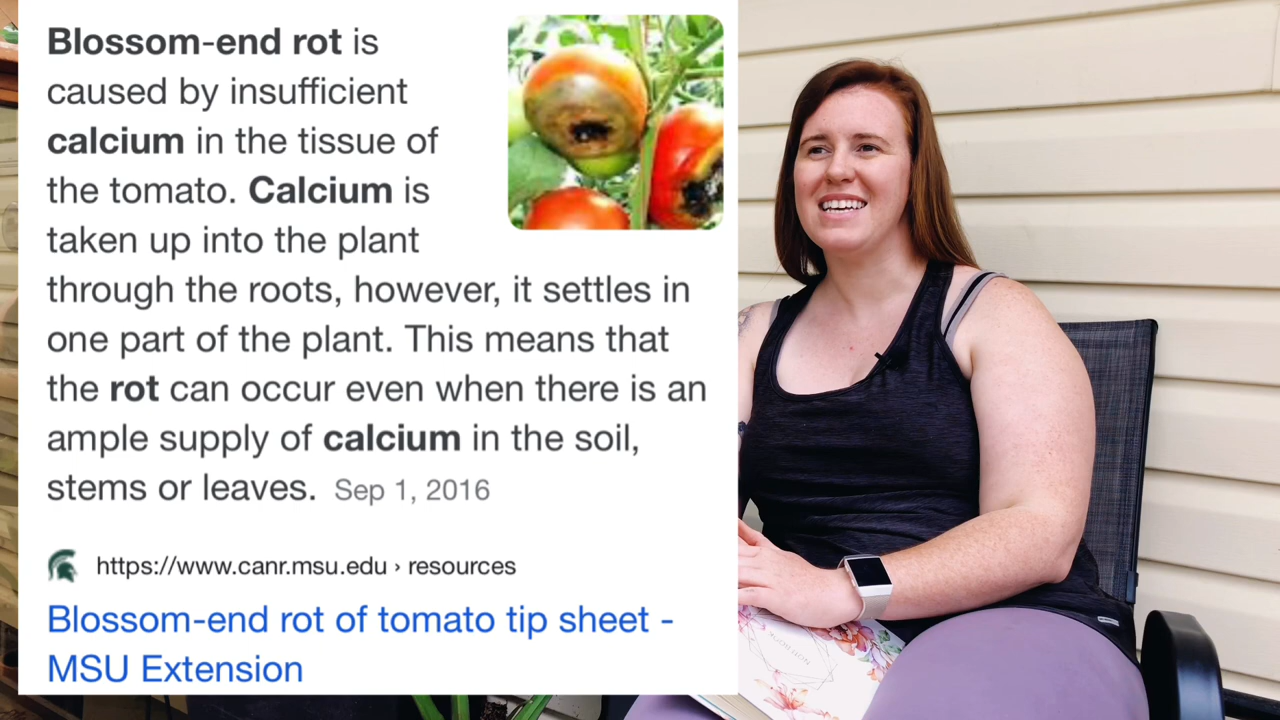 Blossom-end rot is
caused by insufficient
calcium in the tissue of
the tomato. Calcium is
taken up into the plant
through the roots, however, it settles in
one part of the plant. This means that
the rot can occur even when there is an
ample supply of calcium in the soil,
stems or leaves. Sep 1, 2016
https://www.canr.msu.edu › resources
Blossom-end rot of tomato tip sheet -
MSU Extension